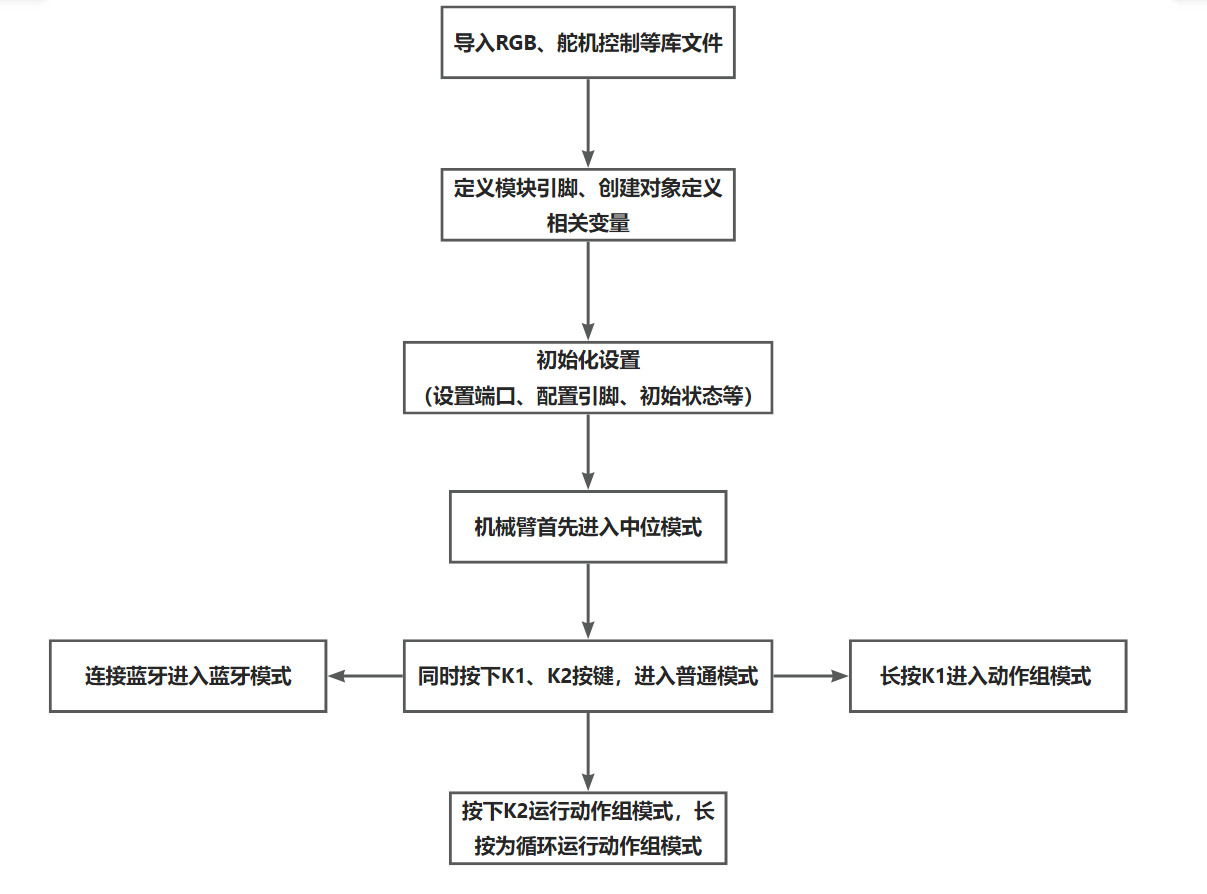 导入RGB、舵机控制等库文件
定义模块引脚、创建对象定义
相关变量
初始化设置
（设置端口、配置引脚、初始状态等）
机械臂首先进入中位模式
连接蓝牙进入蓝牙模式
同时按下K1、K2按键，进入普通模式
长按K1进入动作组模式
按下K2运行动作组模式，长
按为循环运行动作组模式